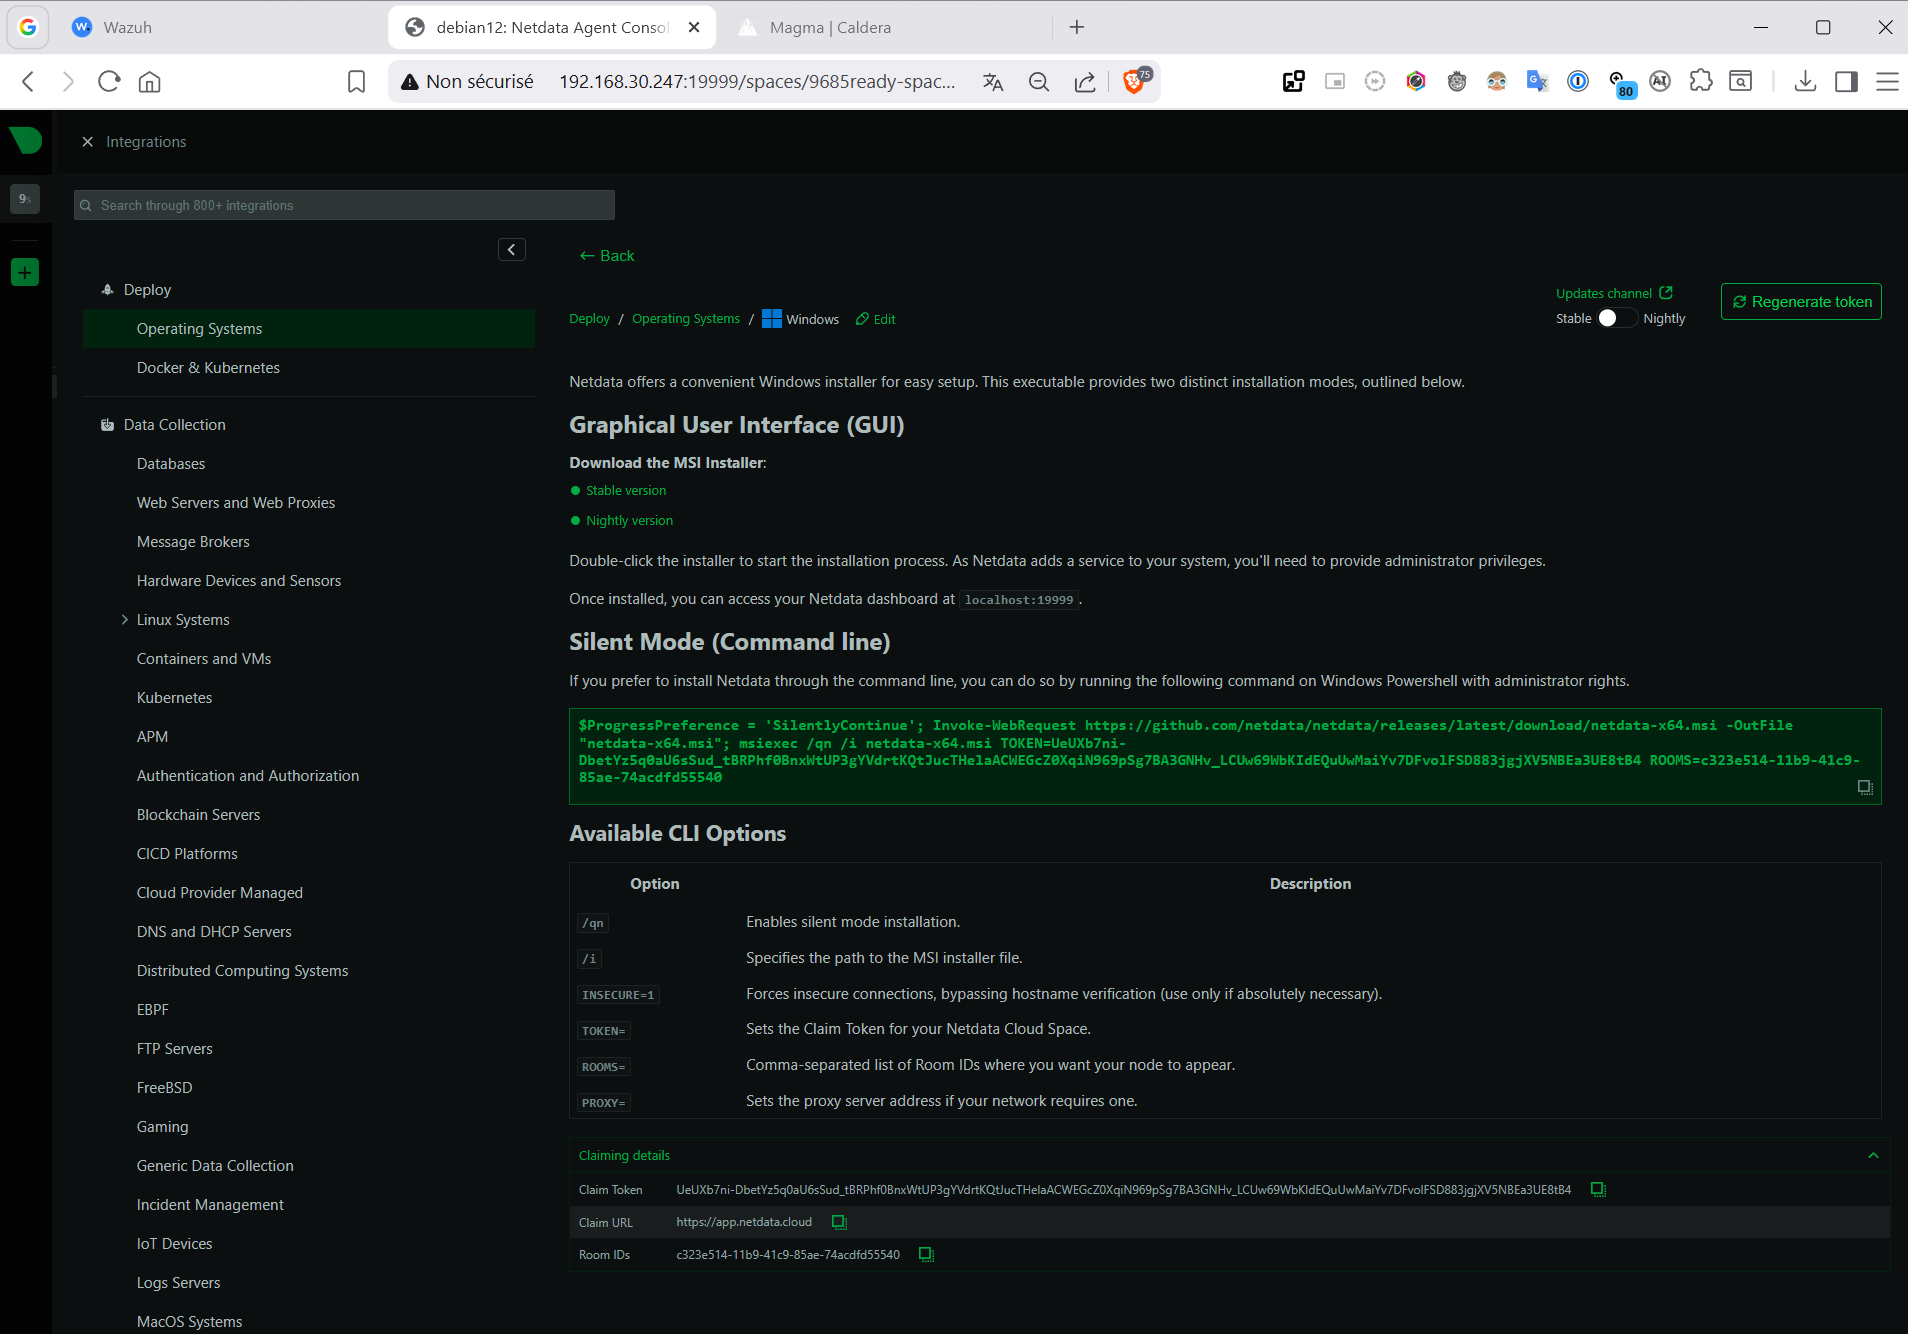 Wazuh
debian12: Netdata Agent Consol
Magma | Caldera
Non sécurisé
192.168.30.247:19999/spaces/9685ready-spac...
75
80
Integrations
9s
Search through 800+ integrations
Deploy
Operating Systems
Docker & Kubernetes
Data Collection
Databases
Web Servers and Web Proxies
Message Brokers
Hardware Devices and Sensors
Linux Systems
Containers and VMs
Kubernetes
APM
Authentication and Authorization
Blockchain Servers
CICD Platforms
Cloud Provider Managed
DNS and DHCP Servers
Distributed Computing Systems
EBPF
FTP Servers
FreeBSD
Gaming
Generic Data Collection
Incident Management
IoT Devices
Logs Servers
MacOS Systems
← Back
Deploy / Operating Systems / Windows Edit
Updates channel
Stable Nightly
Regenerate token
Netdata offers a convenient Windows installer for easy setup. This executable provides two distinct installation modes, outlined below.
Graphical User Interface (GUI)
Download the MSI Installer:
Stable version
Nightly version
Double-click the installer to start the installation process. As Netdata adds a service to your system, you'll need to provide administrator privileges.
Once installed, you can access your Netdata dashboard at localhost:19999.
Silent Mode (Command line)
If you prefer to install Netdata through the command line, you can do so by running the following command on Windows Powershell with administrator rights.
$ProgressPreference = 'SilentlyContinue'; Invoke-WebRequest https://github.com/netdata/netdata/releases/latest/download/netdata-x64.msi -OutFile
"netdata-x64.msi"; msiexec /qn /i netdata-x64.msi TOKEN=UeUXb7ni-
DbetYz5q0aU6sSud_tBRPhf0BnxWtUP3gYVdrtKQtJucTHelaACWEGcZ0XqiN969pSg7BA3GNHv_LCUw69WbKIdEQuUwMaiYv7DFvolFSD883jgjXV5NBEa3UE8tB4 ROOMS=c323e514-11b9-41c9-
85ae-74acdfd55540
Available CLI Options
Option Description
/qn Enables silent mode installation.
/i Specifies the path to the MSI installer file.
INSECURE=1 Forces insecure connections, bypassing hostname verification (use only if absolutely necessary).
TOKEN= Sets the Claim Token for your Netdata Cloud Space.
ROOMS= Comma-separated list of Room IDs where you want your node to appear.
PROXY= Sets the proxy server address if your network requires one.
Claiming details
Claim Token UeUXb7ni-DbetYz5q0aU6sSud_tBRPhf0BnxWtUP3gYVdrtKQtJucTHelaACWEGcZ0XqiN969pSg7BA3GNHv_LCUw69WbKIdEQuUwMaiYv7DFvolFSD883jgjXV5NBEa3UE8tB4
Claim URL https://app.netdata.cloud
Room IDs c323e514-11b9-41c9-85ae-74acdfd55540